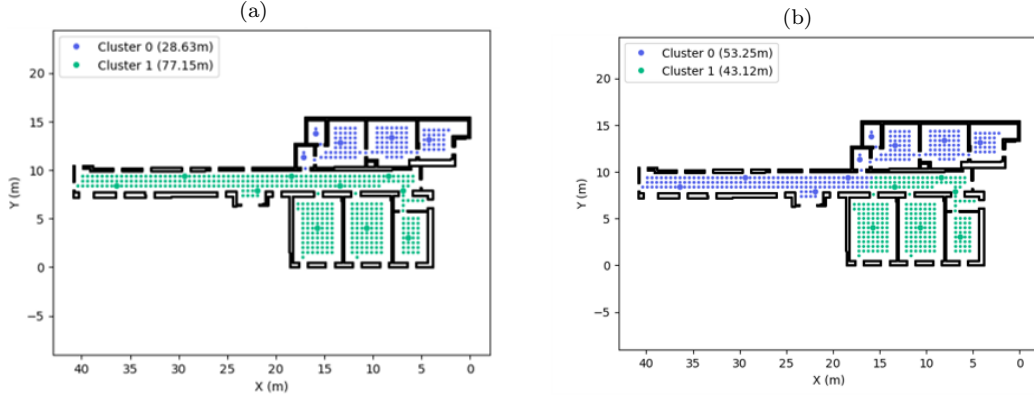 (a)
Cluster 0 (28.63m)
Cluster 1 (77.15m)
20
15
10
5
0
−5
Y (m)
40 35 30 25 20 15 10 5 0
X (m)
(b)
Cluster 0 (53.25m)
Cluster 1 (43.12m)
20
15
10
5
0
−5
Y (m)
40 35 30 25 20 15 10 5 0
X (m)